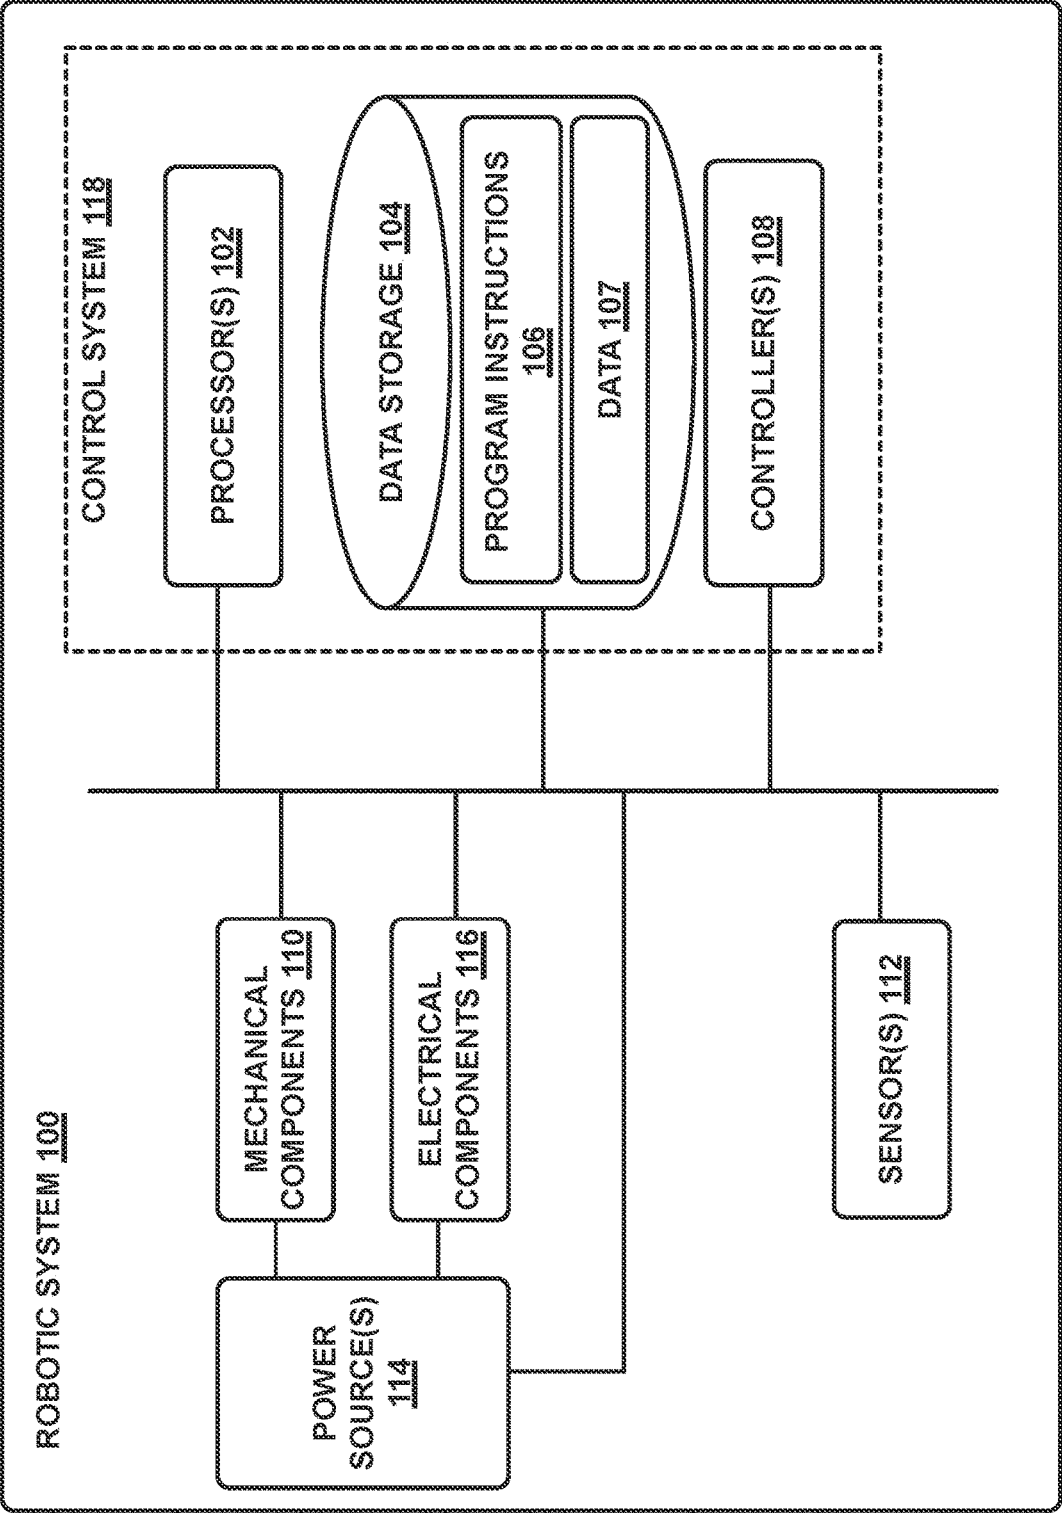 ROBOTIC SYSTEM 100
CONTROL SYSTEM 118
PROCESSOR(S) 102
DATA STORAGE 104
PROGRAM INSTRUCTIONS
106
DATA 107
CONTROLLER(S) 108
MECHANICAL
COMPONENTS 110
ELECTRICAL
COMPONENTS 116
POWER
SOURCE(S)
114
SENSOR(S) 112